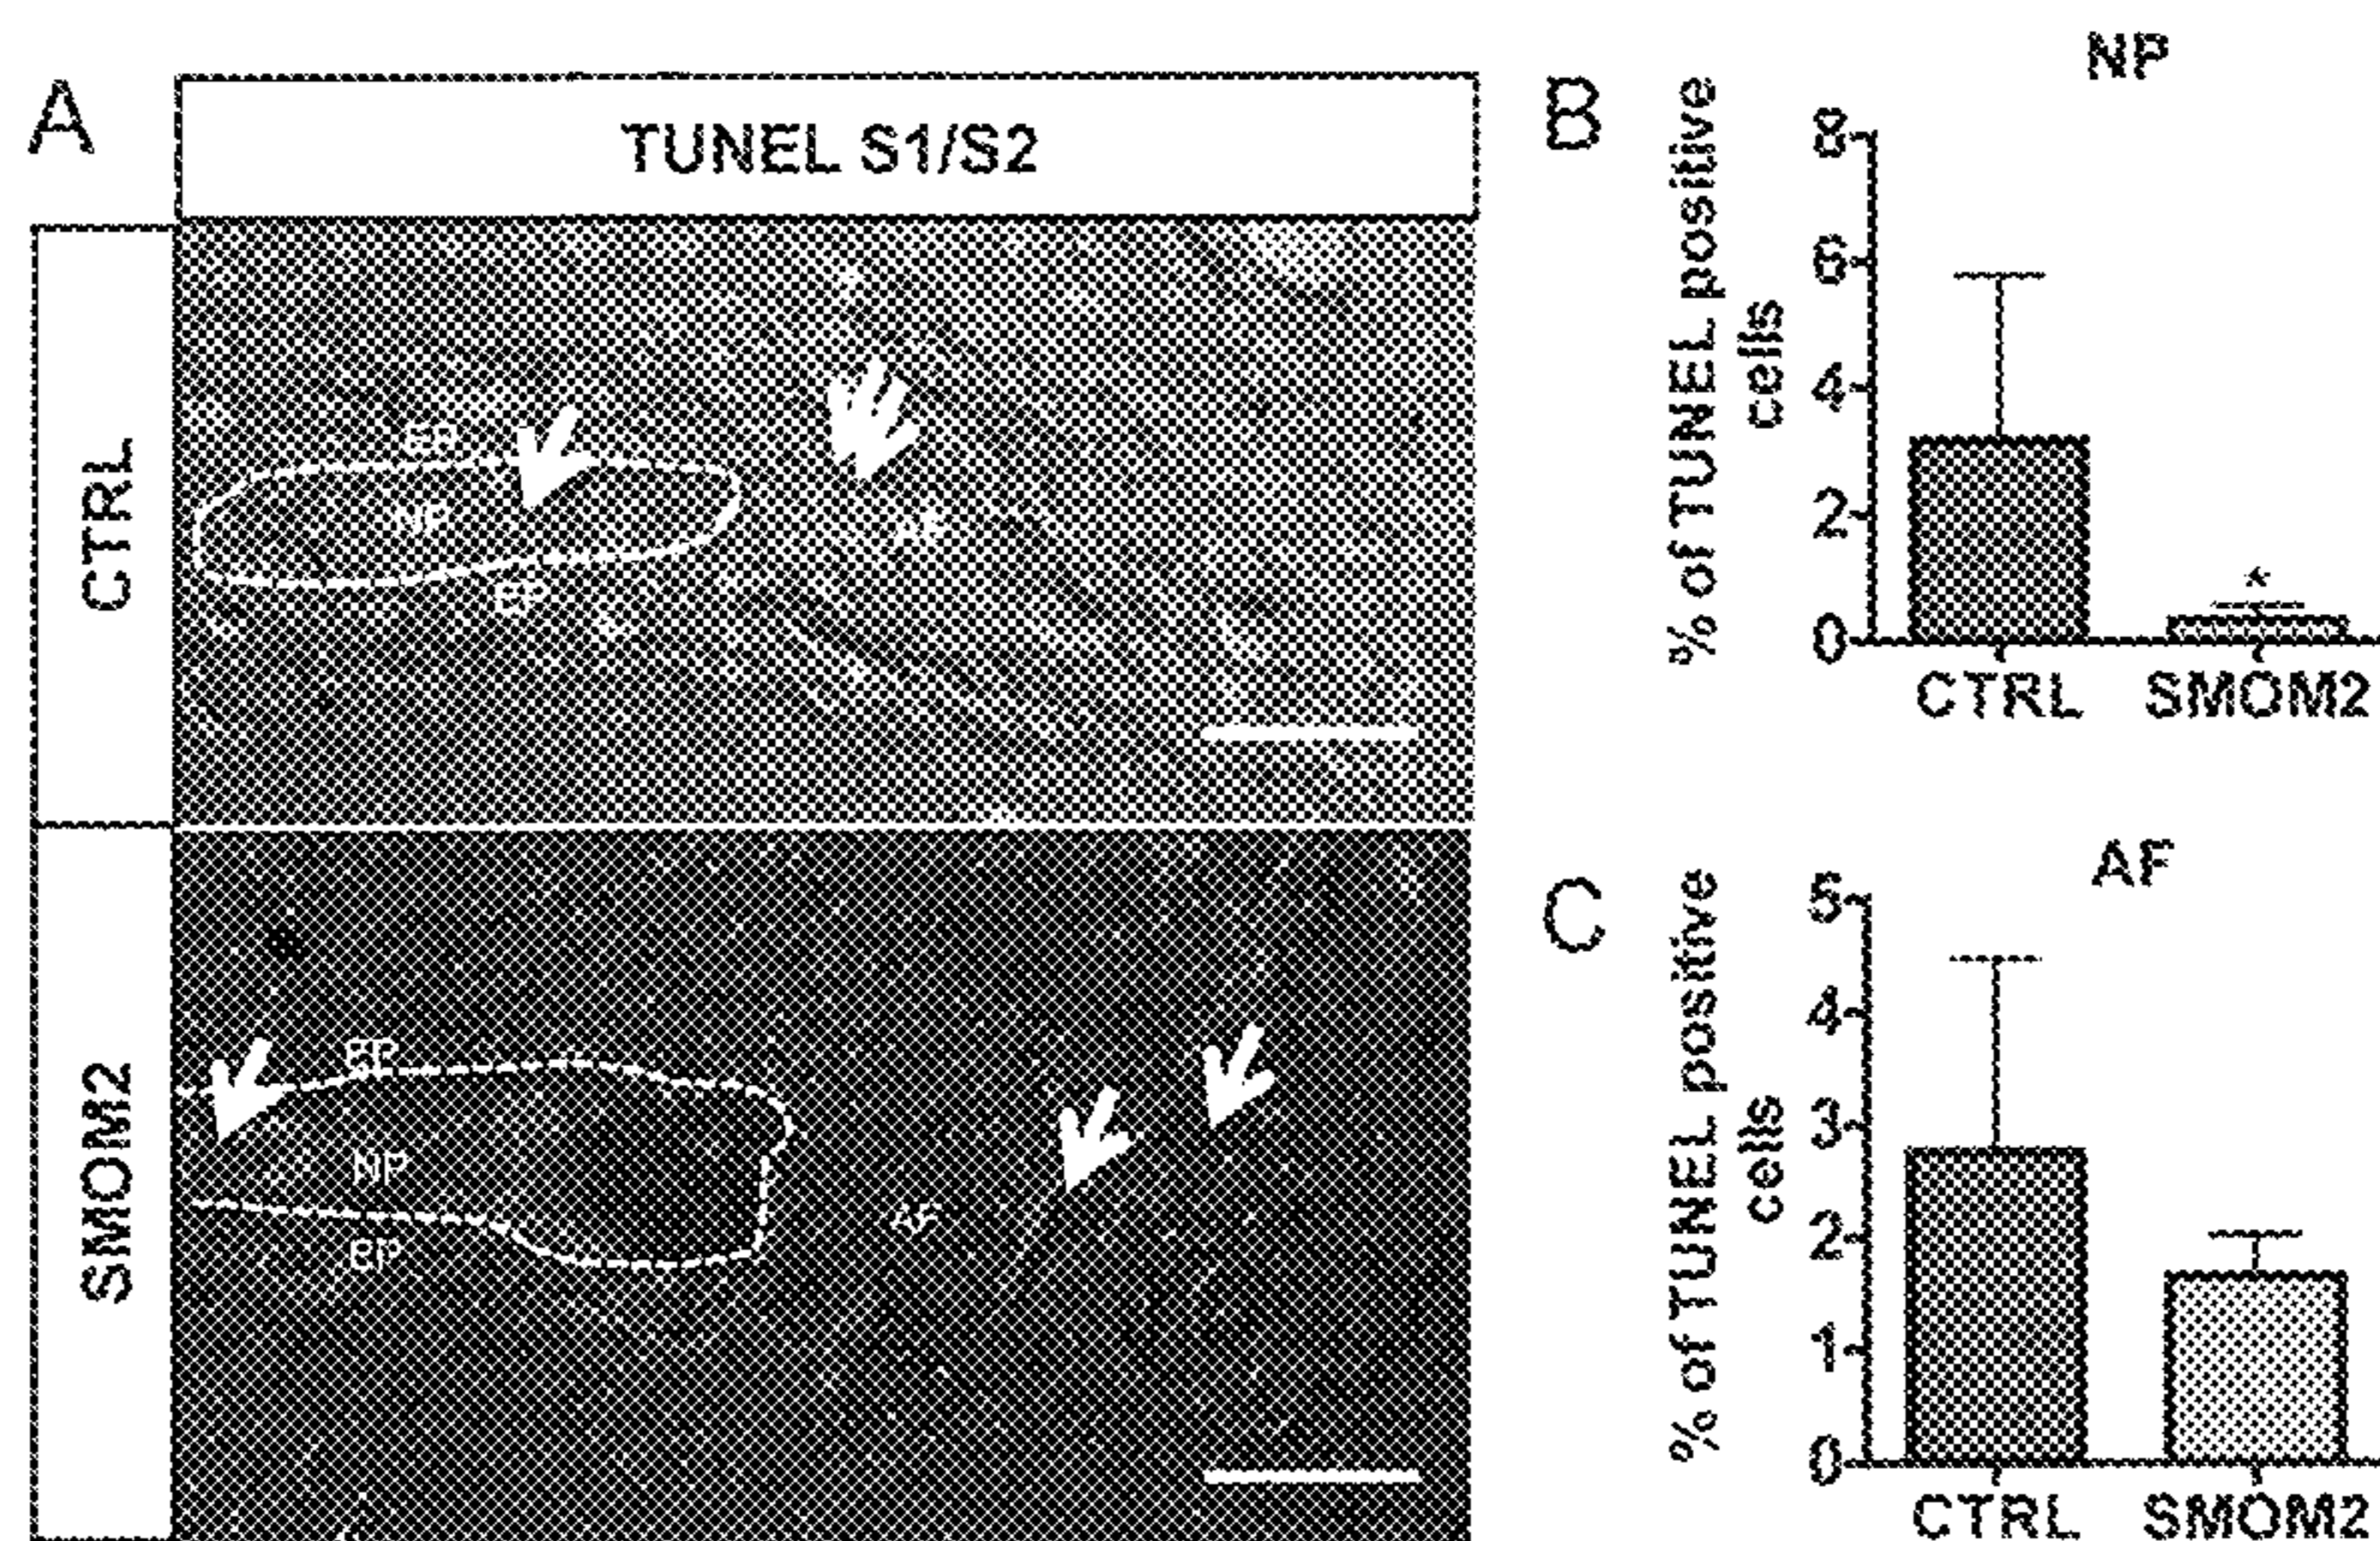 A
TUNEL S1/S2
CTRL
EP
NP
EP
AF
SMOM2
EP
NP
EP
AF
B
NP
% of TUNEL positive
cells
8
6
4
2
0
*
CTRL SMOM2
C
AF
% of TUNEL positive
cells
5
4
3
2
1
0
CTRL SMOM2